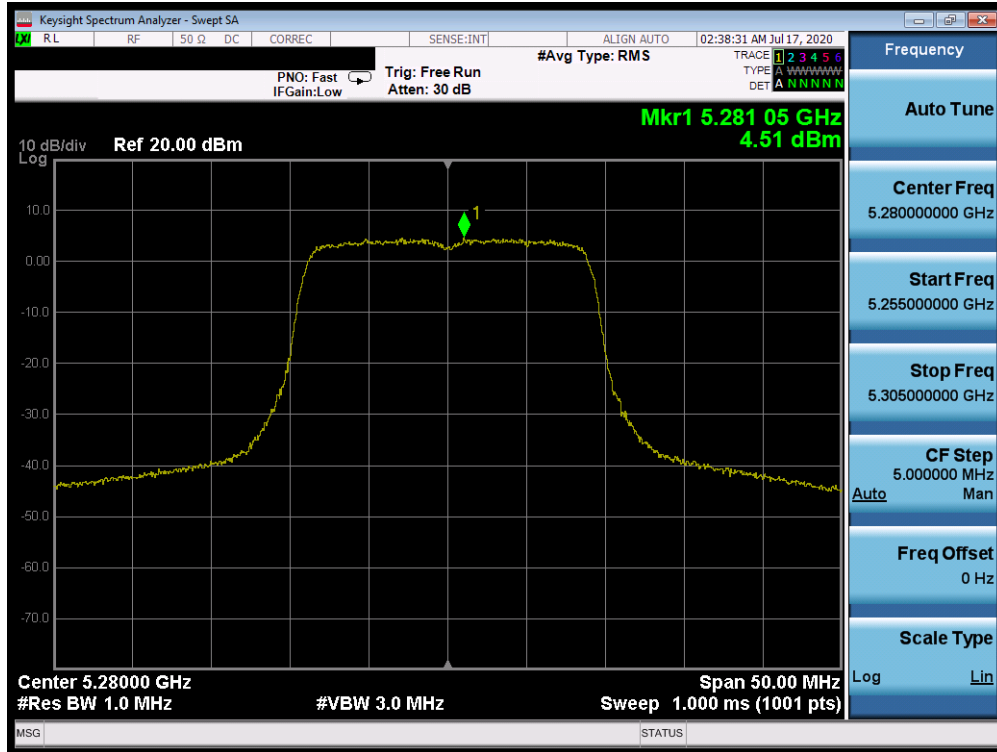 Keysight Spectrum Analyzer - Swept SA
LXI RL RF 50 Ω DC CORREC SENSE:INT ALIGN AUTO 02:38:31 AM Jul 17, 2020
PNO: Fast
IFGain:Low
Trig: Free Run
Atten: 30 dB
#Avg Type: RMS
TRACE 1 2 3 4 5 6
TYPE A WWWWW
DET A N N N N N
Mkr1 5.281 05 GHz
4.51 dBm
10 dB/div Ref 20.00 dBm
Log
10.0
0.00
-10.0
-20.0
-30.0
-40.0
-50.0
-60.0
-70.0
1
Center 5.28000 GHz Span 50.00 MHz
#Res BW 1.0 MHz #VBW 3.0 MHz Sweep 1.000 ms (1001 pts)
MSG STATUS
Frequency
Auto Tune
Center Freq
5.280000000 GHz
Start Freq
5.255000000 GHz
Stop Freq
5.305000000 GHz
CF Step
5.000000 MHz
Auto Man
Freq Offset
0 Hz
Scale Type
Log Lin